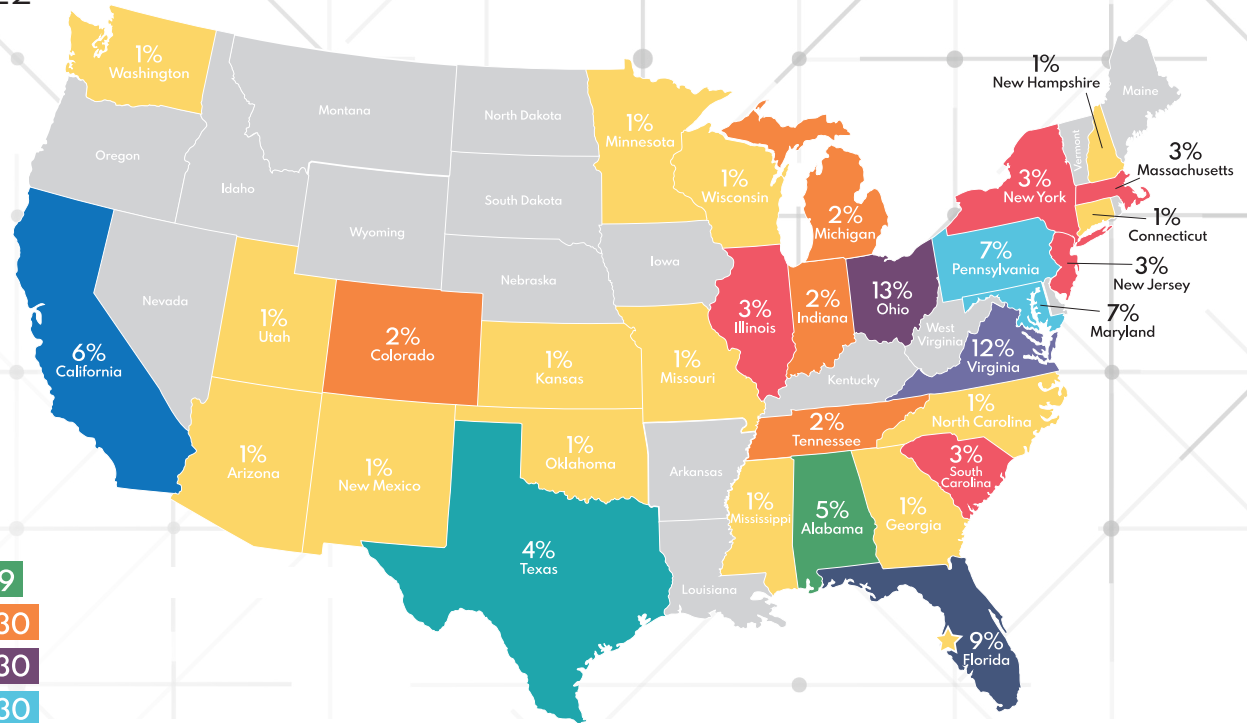 1%
Washington
Oregon
Idaho
Montana
Wyoming
North Dakota
South Dakota
Nebraska
Nevada
6%
California
1%
Utah
2%
Colorado
1%
Arizona
1%
New Mexico
1%
Kansas
1%
Oklahoma
4%
Texas
1%
Minnesota
1%
Wisconsin
Iowa
1%
Missouri
Arkansas
Louisiana
3%
Illinois
2%
Michigan
2%
Indiana
13%
Ohio
Kentucky
West
Virginia
12%
Virginia
2%
Tennessee
1%
North Carolina
3%
South
Carolina
1%
Mississippi
5%
Alabama
1%
Georgia
9%
Florida
7%
Pennsylvania
3%
New York
Vermont
1%
New Hampshire
Maine
3%
Massachusetts
1%
Connecticut
3%
New Jersey
7%
Maryland
9
30
30
30